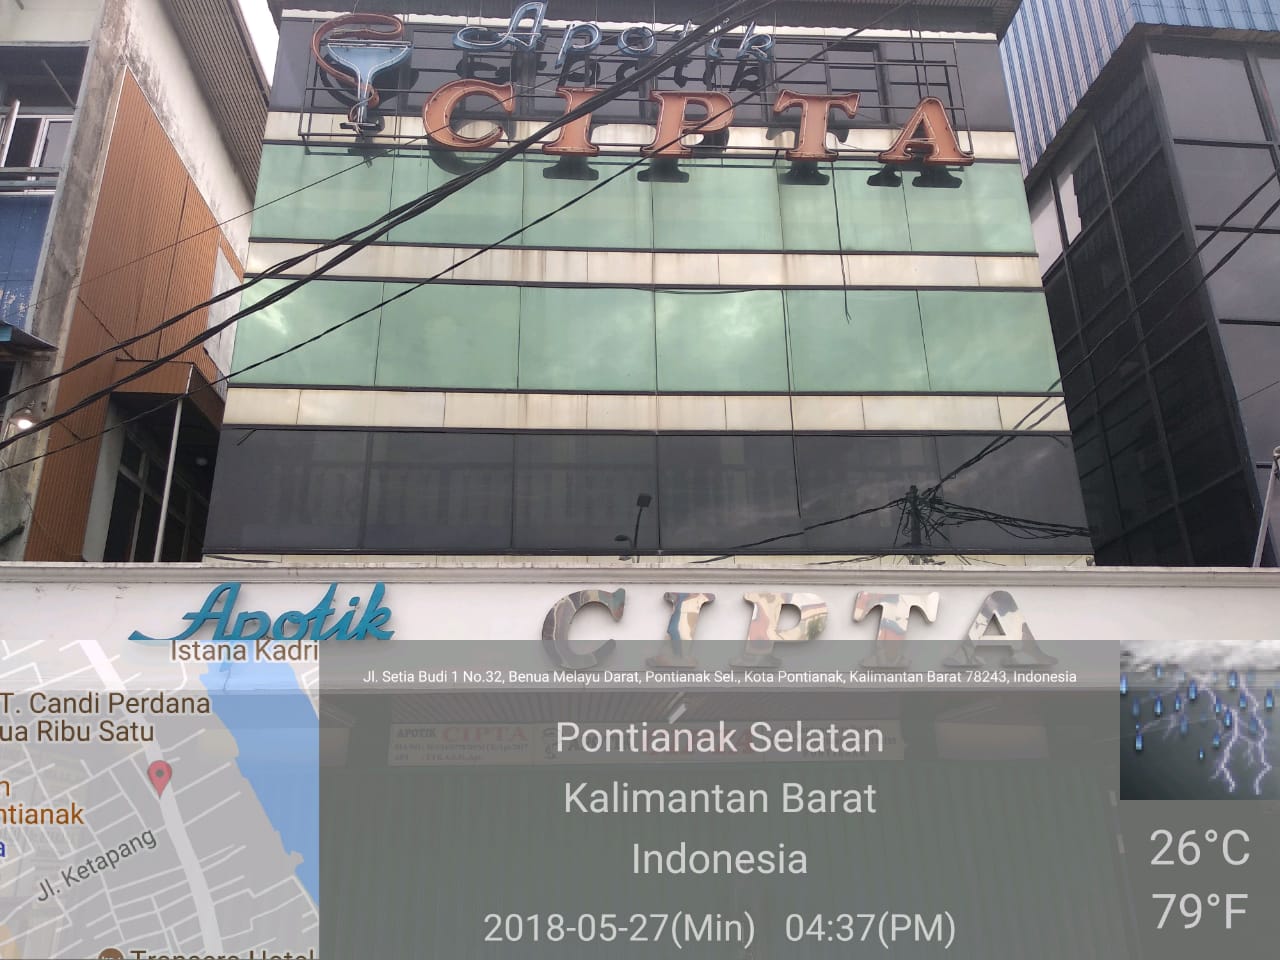 Apotik
CIPTA
Apotik
CIPTA
Istana Kadri
T. Candi Perdana
ua Ribu Satu
n
ntianak
a
Jl. Ketapang
Transera Hotel
Jl. Setia Budi 1 No.32, Benua Melayu Darat, Pontianak Sel., Kota Pontianak, Kalimantan Barat 78243, Indonesia
APOTIK CIPTA
Pontianak Selatan
Kalimantan Barat
Indonesia
2018-05-27(Min) 04:37(PM)
26°C
79°F